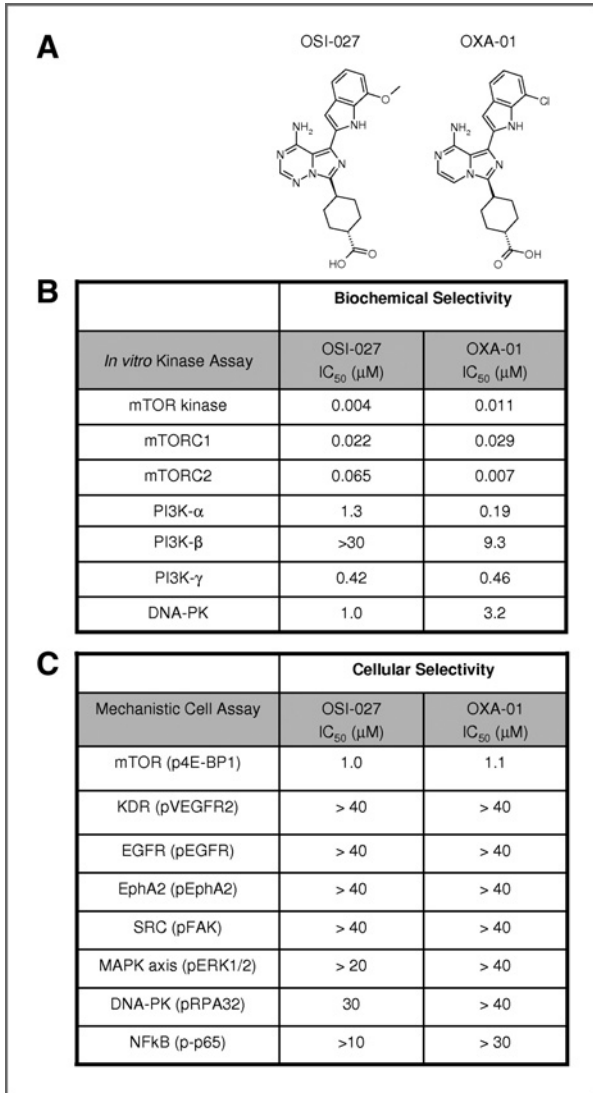 A
OSI-027 OXA-01
NH2 NH O N N N N HO O
NH2 NH Cl N N N OH O
B
Biochemical Selectivity
In vitro Kinase Assay OSI-027 IC50 (μM) OXA-01 IC50 (μM)
mTOR kinase 0.004 0.011
mTORC1 0.022 0.029
mTORC2 0.065 0.007
PI3K-α 1.3 0.19
PI3K-β >30 9.3
PI3K-γ 0.42 0.46
DNA-PK 1.0 3.2
C
Cellular Selectivity
Mechanistic Cell Assay OSI-027 IC50 (μM) OXA-01 IC50 (μM)
mTOR (p4E-BP1) 1.0 1.1
KDR (pVEGFR2) > 40 > 40
EGFR (pEGFR) > 40 > 40
EphA2 (pEphA2) > 40 > 40
SRC (pFAK) > 40 > 40
MAPK axis (pERK1/2) > 20 > 40
DNA-PK (pRPA32) 30 > 40
NFkB (p-p65) >10 > 30